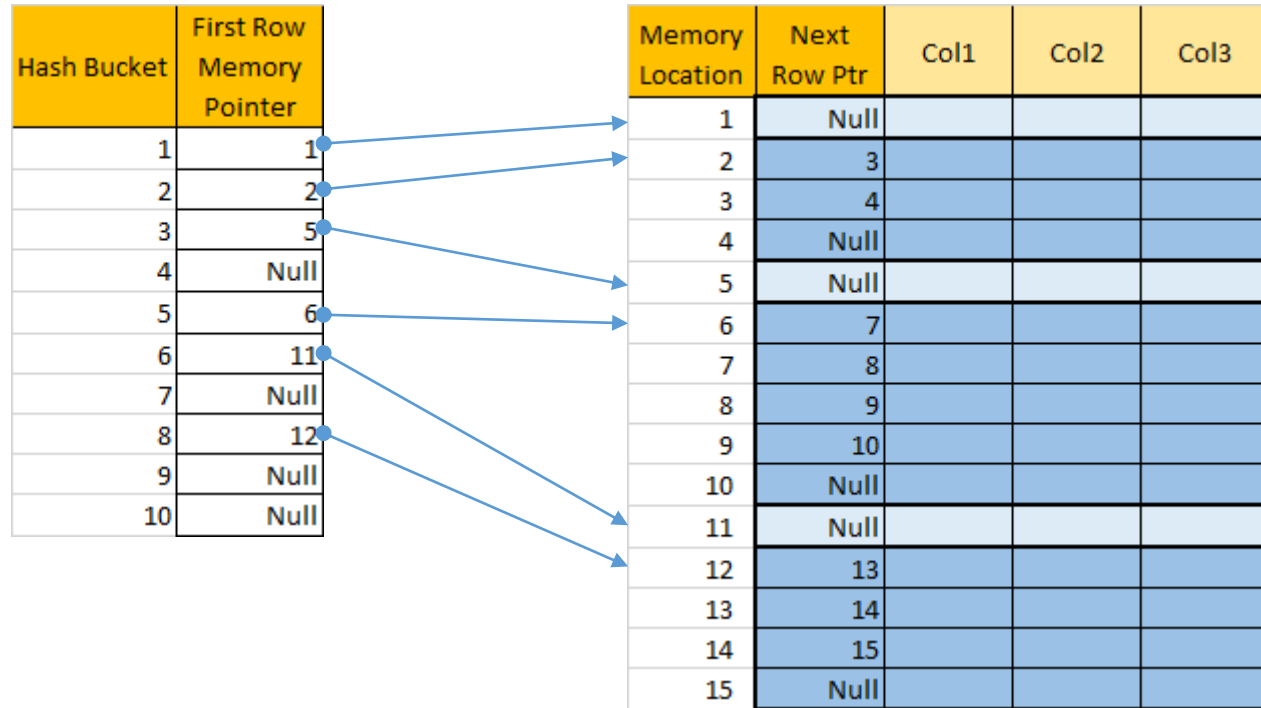 Hash Bucket First Row Memory Pointer
1 1
2 2
3 5
4 Null
5 6
6 11
7 Null
8 12
9 Null
10 Null
Memory Location Next Row Ptr Col1 Col2 Col3
1 Null
2 3
3 4
4 Null
5 Null
6 7
7 8
8 9
9 10
10 Null
11 Null
12 13
13 14
14 15
15 Null